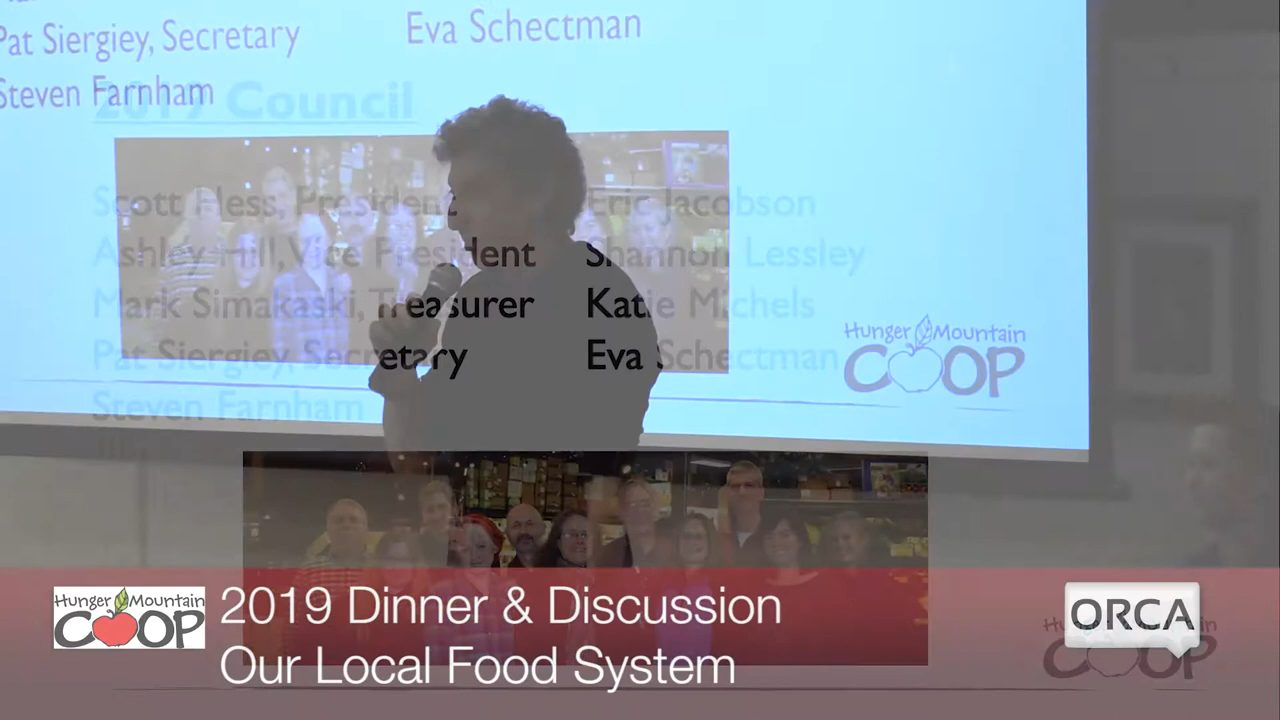 Pat Siergiey, Secretary
Eva Schectman
Steven Farnham
2019 Council
Scott Hess, President
Eric Jacobson
Ashley Hill, Vice President
Shannon Lessley
Mark Simakaski, Treasurer
Katie Michels
Pat Siergiey, Secretary
Eva Schectman
Steven Farnham
Hunger Mountain
COOP
Hunger Mountain
COOP
2019 Dinner & Discussion
Our Local Food System
ORCA
COOP